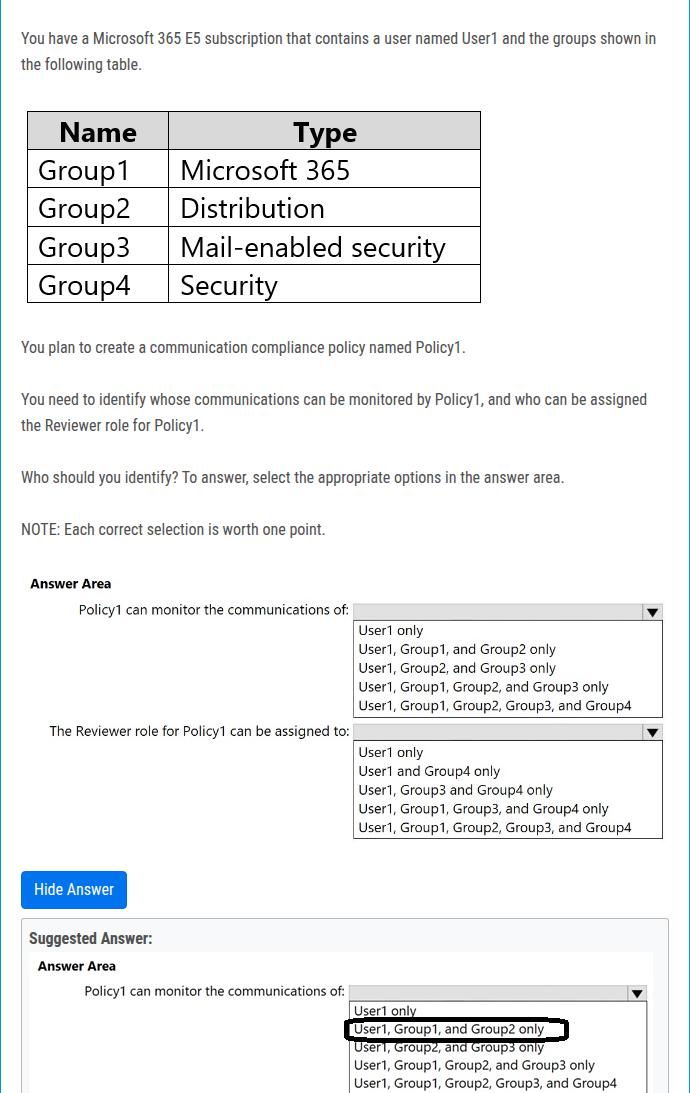 You have a Microsoft 365 E5 subscription that contains a user named User1 and the groups shown in
the following table.
Name Type
Group1 Microsoft 365
Group2 Distribution
Group3 Mail-enabled security
Group4 Security
You plan to create a communication compliance policy named Policy1.
You need to identify whose communications can be monitored by Policy1, and who can be assigned
the Reviewer role for Policy1.
Who should you identify? To answer, select the appropriate options in the answer area.
NOTE: Each correct selection is worth one point.
Answer Area
Policy1 can monitor the communications of:
User1 only
User1, Group1, and Group2 only
User1, Group2, and Group3 only
User1, Group1, Group2, and Group3 only
User1, Group1, Group2, Group3, and Group4
The Reviewer role for Policy1 can be assigned to:
User1 only
User1 and Group4 only
User1, Group3 and Group4 only
User1, Group1, Group3, and Group4 only
User1, Group1, Group2, Group3, and Group4
Hide Answer
Suggested Answer:
Answer Area
Policy1 can monitor the communications of:
User1 only
User1, Group1, and Group2 only
User1, Group2, and Group3 only
User1, Group1, Group2, and Group3 only
User1, Group1, Group2, Group3, and Group4